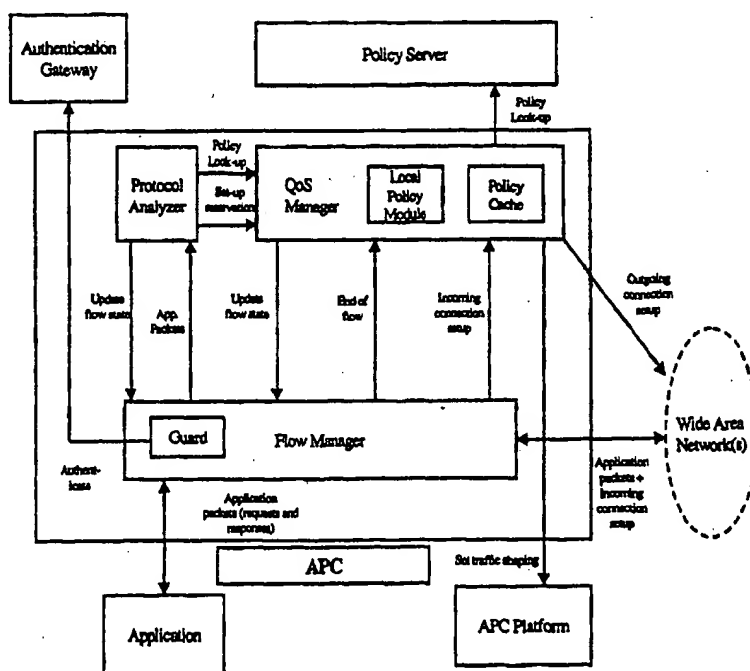 Authentication
Gateway
Policy Server
Policy
Look-up
Protocol
Analyzer
Policy
Look-up
Set-up
reservation
QoS
Manager
Local
Policy
Module
Policy
Cache
Update
flow state
App.
Packets
Update
flow state
End of
flow
Incoming
connection
setup
Outgoing
connection
setup
Guard
Flow Manager
Wide Area
Network(s)
Authent-
Application
packets (requests and
responses)
Application
packets +
Incoming
connection
setup
APC
Set traffic shaping
Application
APC Platform